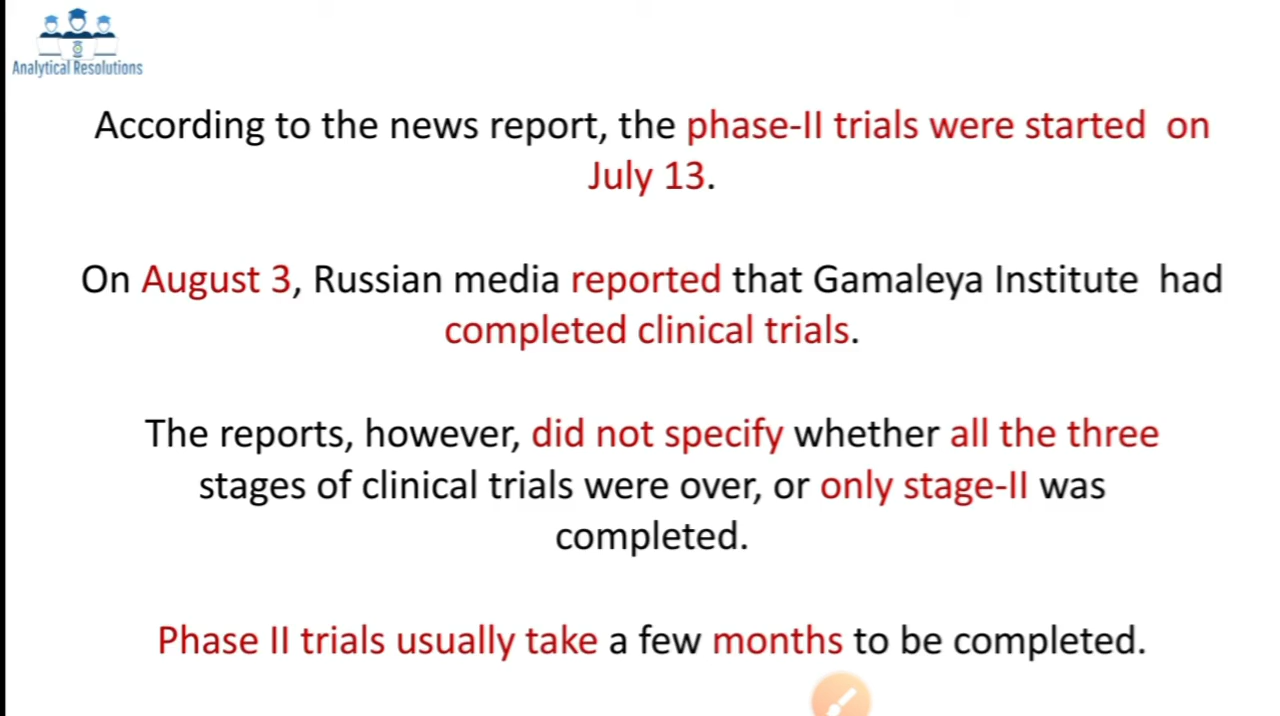 Analytical Resolutions
According to the news report, the phase-II trials were started on
July 13.
On August 3, Russian media reported that Gamaleya Institute had
completed clinical trials.
The reports, however, did not specify whether all the three
stages of clinical trials were over, or only stage-II was
completed.
Phase II trials usually take a few months to be completed.